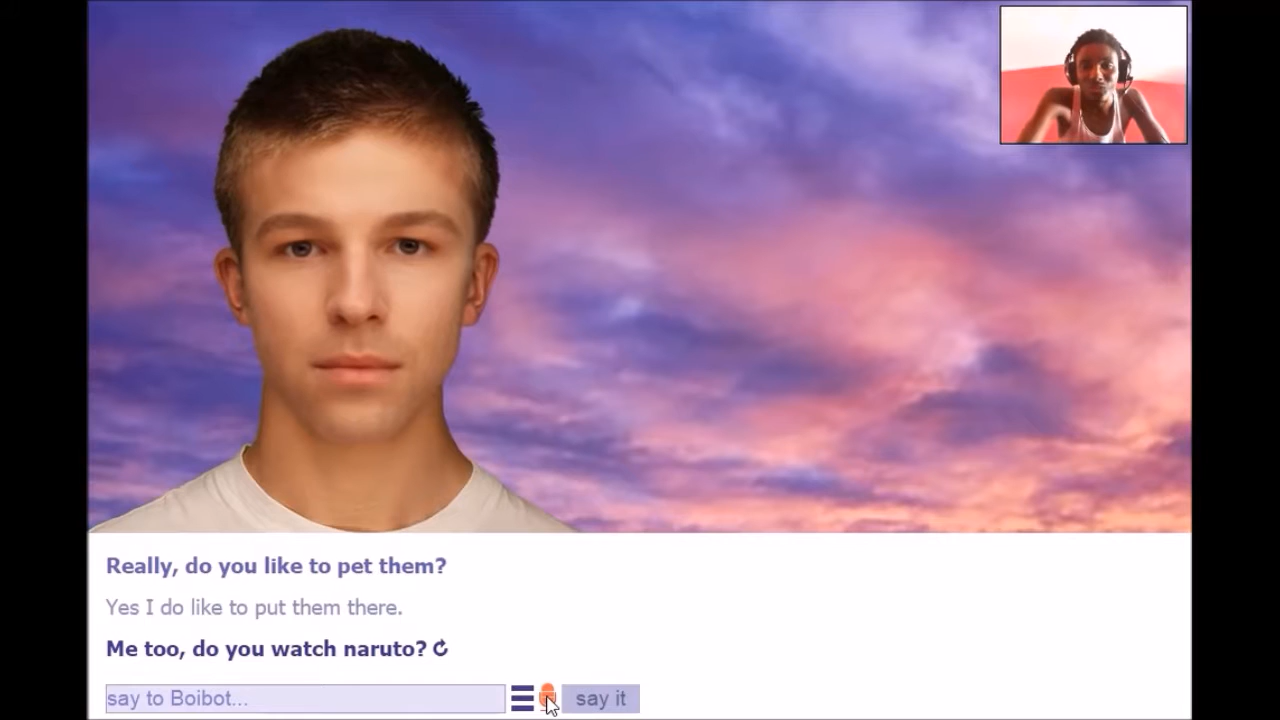 Really, do you like to pet them?
Yes I do like to put them there.
Me too, do you watch naruto?
say to Boibot... say it